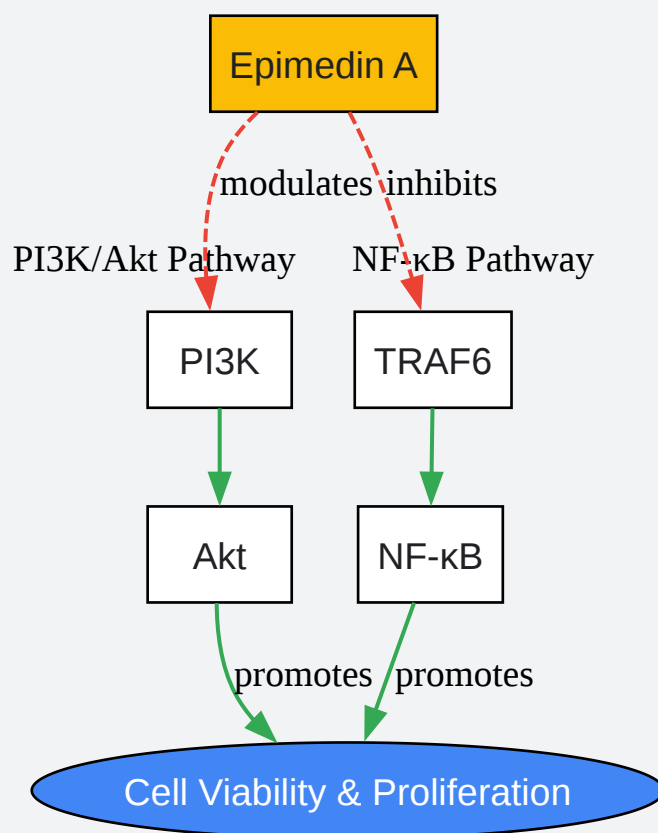 Epimedin A
modulates inhibits
PI3K/Akt Pathway NF-κB Pathway
PI3K TRAF6
Akt NF-κB
promotes promotes
Cell Viability & Proliferation